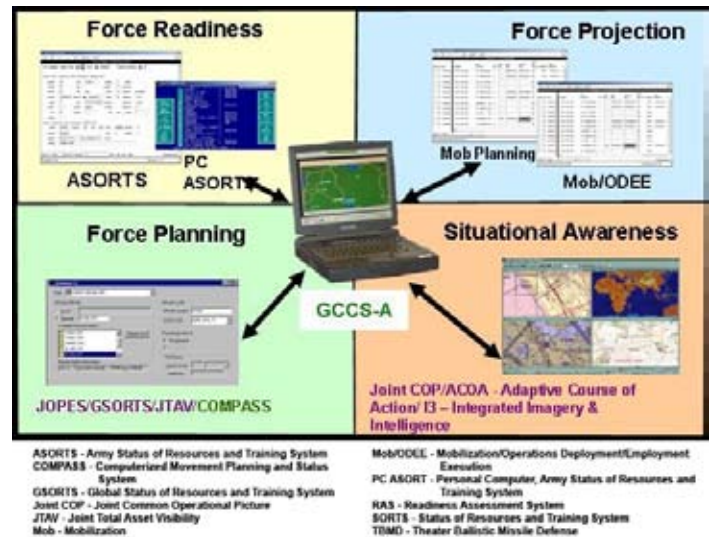 Force Readiness
PC
ASORTS
ASORTS
Force Projection
Mob Planning
Mob/ODEE
Force Planning
JOPES/GSORTS/JTAV/COMPASS
GCCS-A
Situational Awareness
Joint COP/ACOA - Adaptive Course of
Action/ I3 – Integrated Imagery &
Intelligence
ASORTS - Army Status of Resources and Training System
COMPASS - Computerized Movement Planning and Status
System
GSORTS - Global Status of Resources and Training System
Joint COP - Joint Common Operational Picture
JTAV - Joint Total Asset Visibility
Mob - Mobilization
Mob/ODEE - Mobilization/Operations Deployment/Employment
Execution
PC ASORT - Personal Computer, Army Status of Resources and
Training System
RAS - Readiness Assessment System
SORTS - Status of Resources and Training System
TBMD - Theater Ballistic Missile Defense